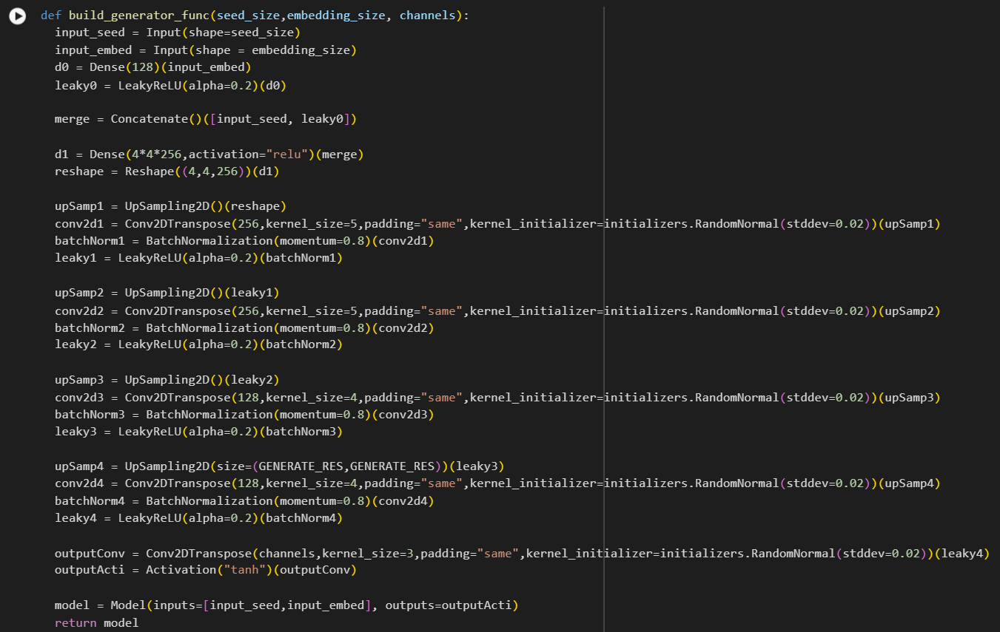 def build_generator_func(seed_size,embedding_size, channels):
  input_seed = Input(shape=seed_size)
  input_embed = Input(shape = embedding_size)
  d0 = Dense(128)(input_embed)
  leaky0 = LeakyReLU(alpha=0.2)(d0)

  merge = Concatenate()([input_seed, leaky0])

  d1 = Dense(4*4*256,activation="relu")(merge)
  reshape = Reshape((4,4,256))(d1)

  upSamp1 = UpSampling2D()(reshape)
  conv2d1 = Conv2DTranspose(256,kernel_size=5,padding="same",kernel_initializer=initializers.RandomNormal(stddev=0.02))(upSamp1)
  batchNorm1 = BatchNormalization(momentum=0.8)(conv2d1)
  leaky1 = LeakyReLU(alpha=0.2)(batchNorm1)

  upSamp2 = UpSampling2D()(leaky1)
  conv2d2 = Conv2DTranspose(256,kernel_size=5,padding="same",kernel_initializer=initializers.RandomNormal(stddev=0.02))(upSamp2)
  batchNorm2 = BatchNormalization(momentum=0.8)(conv2d2)
  leaky2 = LeakyReLU(alpha=0.2)(batchNorm2)

  upSamp3 = UpSampling2D()(leaky2)
  conv2d3 = Conv2DTranspose(128,kernel_size=4,padding="same",kernel_initializer=initializers.RandomNormal(stddev=0.02))(upSamp3)
  batchNorm3 = BatchNormalization(momentum=0.8)(conv2d3)
  leaky3 = LeakyReLU(alpha=0.2)(batchNorm3)

  upSamp4 = UpSampling2D(size=(GENERATE_RES,GENERATE_RES))(leaky3)
  conv2d4 = Conv2DTranspose(128,kernel_size=4,padding="same",kernel_initializer=initializers.RandomNormal(stddev=0.02))(upSamp4)
  batchNorm4 = BatchNormalization(momentum=0.8)(conv2d4)
  leaky4 = LeakyReLU(alpha=0.2)(batchNorm4)

  outputConv = Conv2DTranspose(channels,kernel_size=3,padding="same",kernel_initializer=initializers.RandomNormal(stddev=0.02))(leaky4)
  outputActi = Activation("tanh")(outputConv)

  model = Model(inputs=[input_seed,input_embed], outputs=outputActi)
  return model